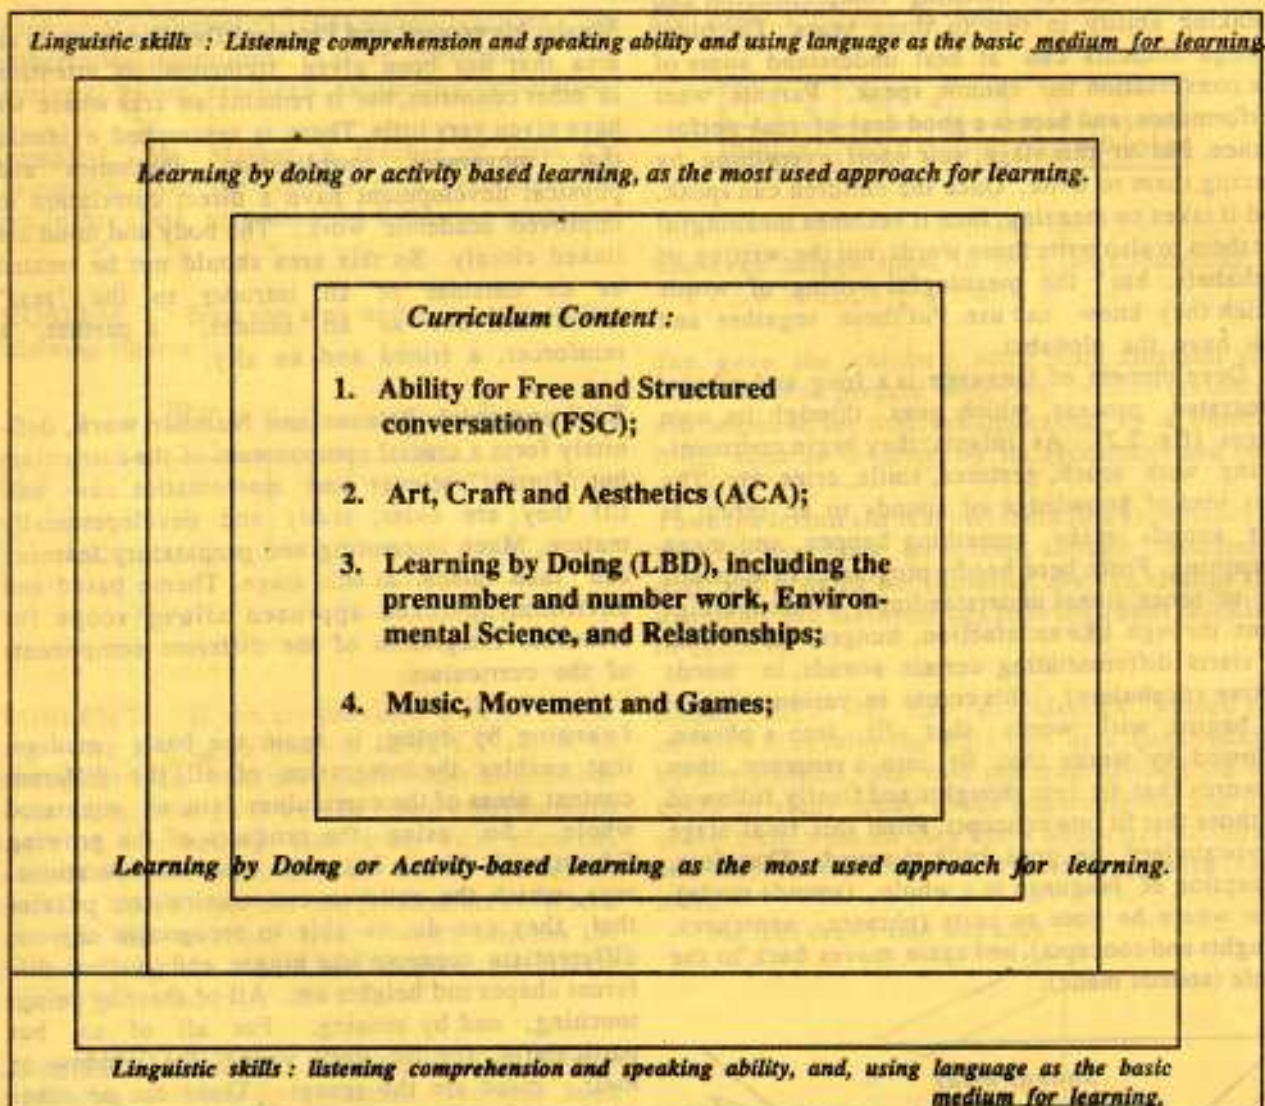 Linguistic skills : Listening comprehension and speaking ability and using language as the basic medium for learning.
Learning by doing or activity based learning, as the most used approach for learning.
Curriculum Content :
1. Ability for Free and Structured
conversation (FSC);
2. Art, Craft and Aesthetics (ACA);
3. Learning by Doing (LBD), including the
prenumber and number work, Environ-
mental Science, and Relationships;
4. Music, Movement and Games;
Learning by Doing or Activity-based learning as the most used approach for learning.
Linguistic skills : listening comprehension and speaking ability, and, using language as the basic
medium for learning.